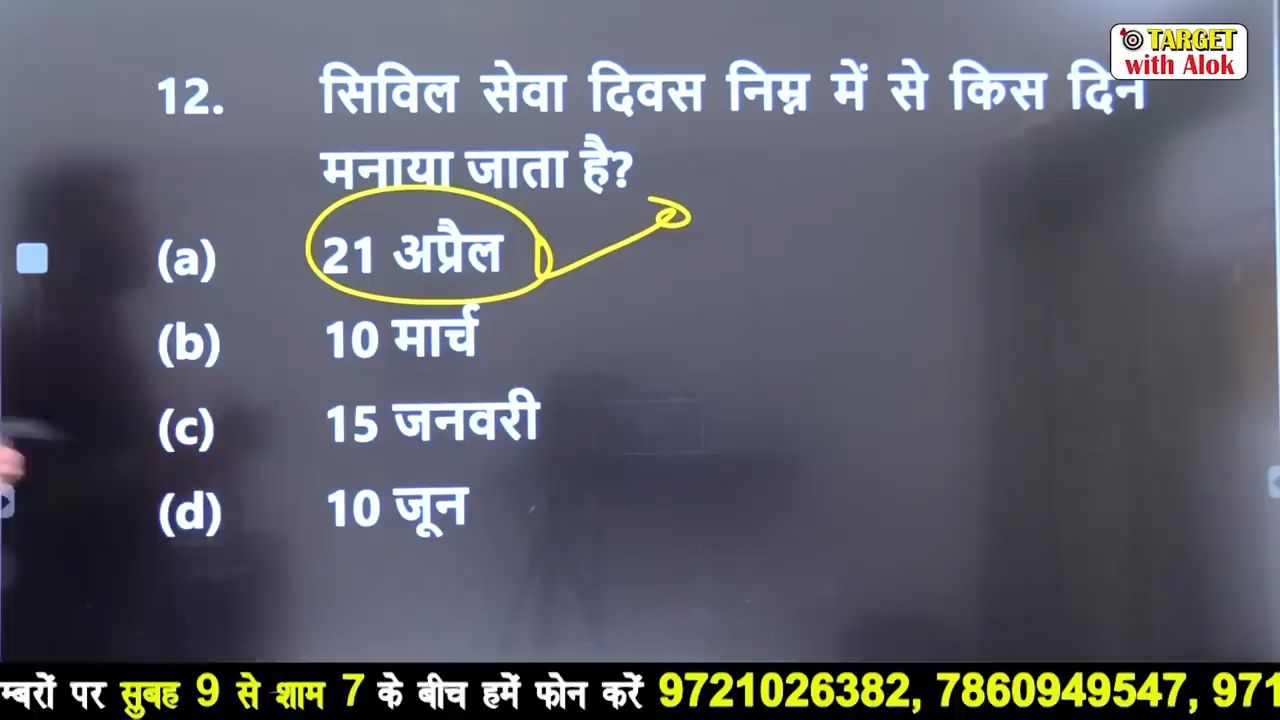 TARGET
with Alok
12. सिविल सेवा दिवस निम्न में से किस दिन
मनाया जाता है?
(a) 21 अप्रैल
(b) 10 मार्च
(c) 15 जनवरी
(d) 10 जून
म्बरों पर सुबह 9 से शाम 7 के बीच हमें फोन करें 9721026382, 7860949547, 971